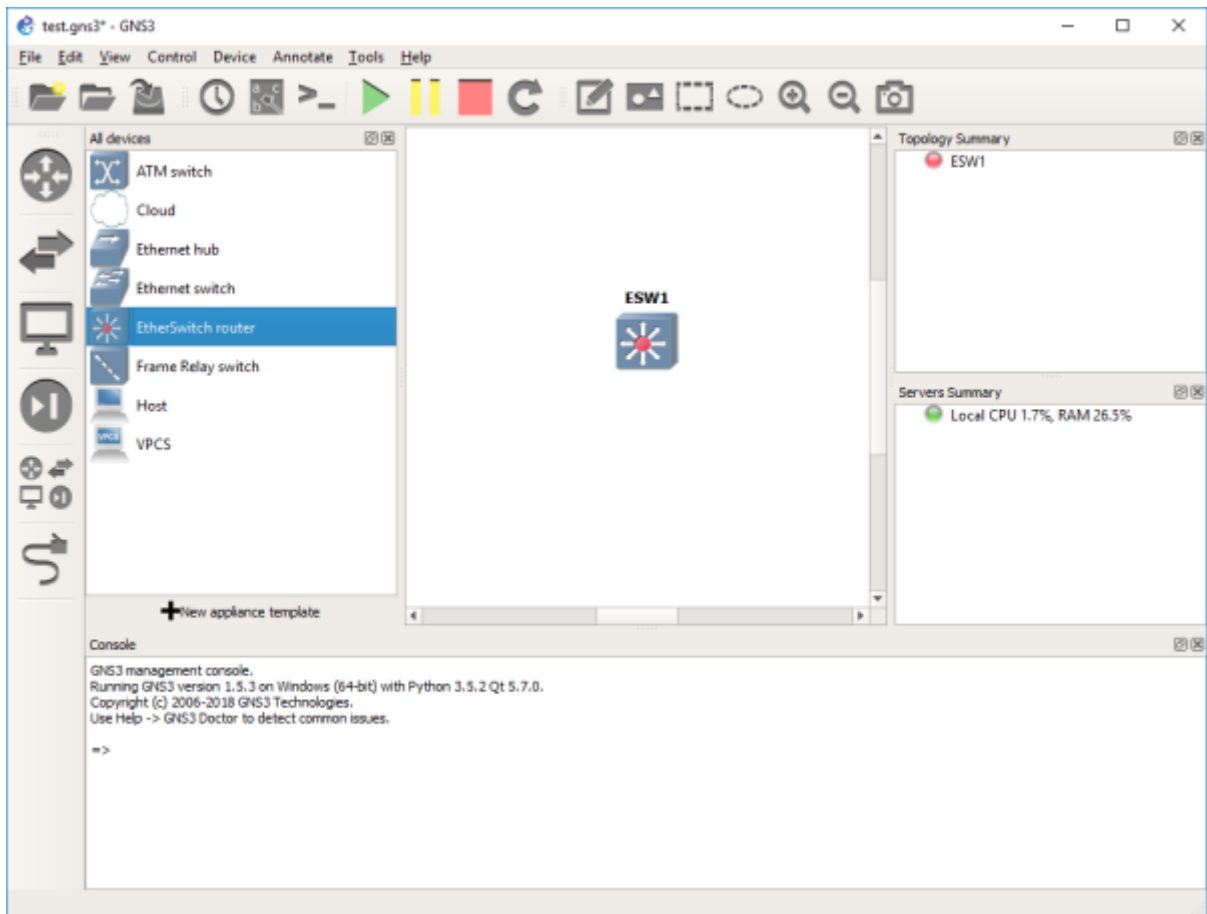 test.gns3* - GNS3
File Edit View Control Device Annotate Tools Help
All devices
ATM switch
Cloud
Ethernet hub
Ethernet switch
EtherSwitch router
Frame Relay switch
Host
VPCS
New appliance template
ESW1
Topology Summary
ESW1
Servers Summary
Local CPU 1.7%, RAM 26.5%
Console
GNS3 management console.
Running GNS3 version 1.5.3 on Windows (64-bit) with Python 3.5.2 Qt 5.7.0.
Copyright (c) 2006-2018 GNS3 Technologies.
Use Help -> GNS3 Doctor to detect common issues.
=>